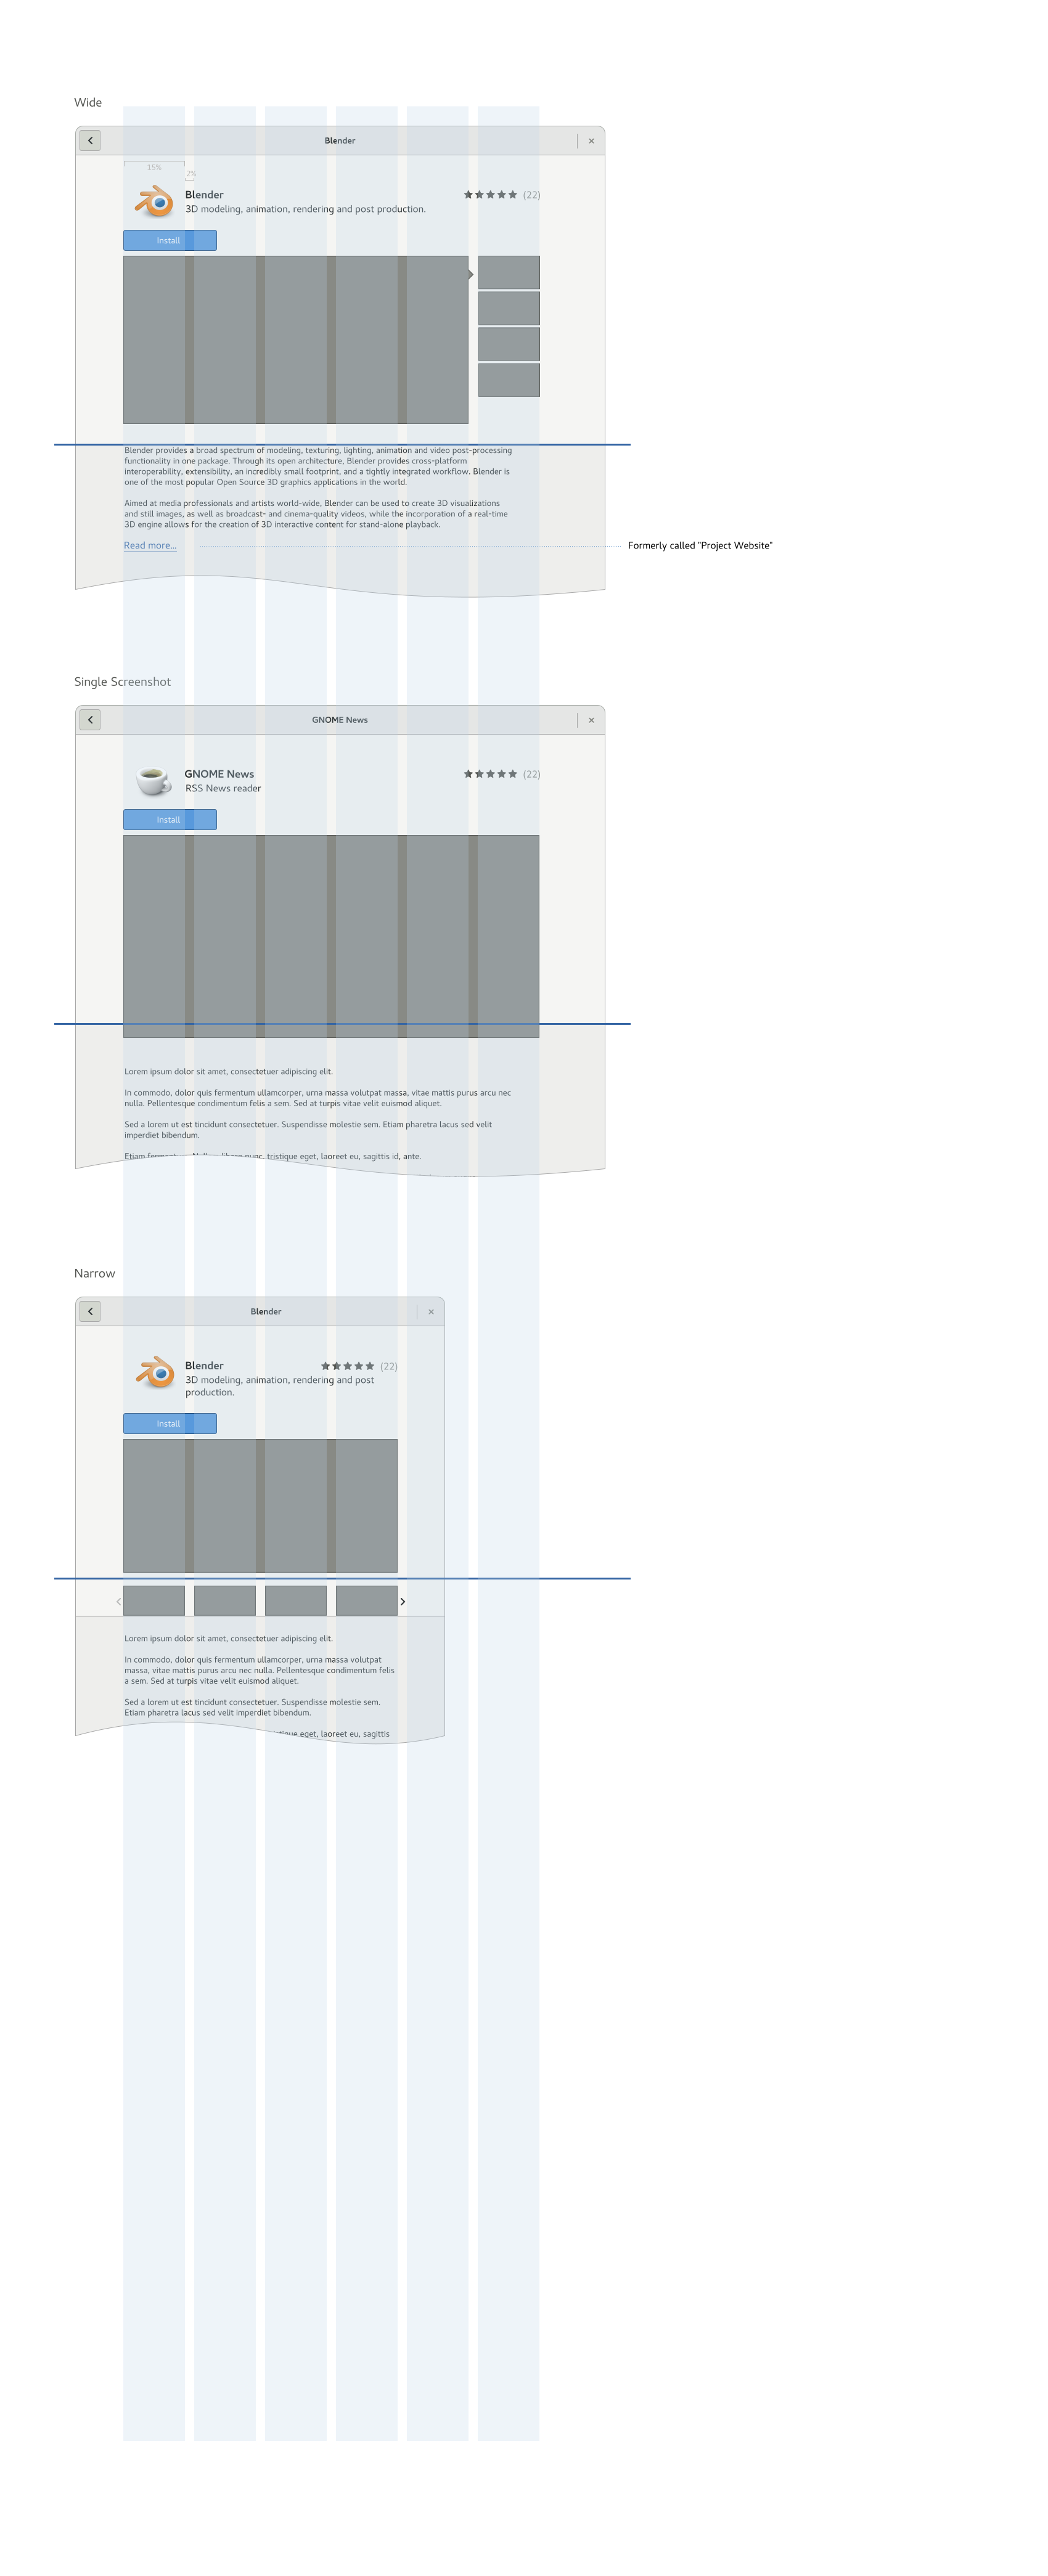 Wide
Blender
15%
2%
Blender
(22)
3D modeling, animation, rendering and post production.
Install
Blender provides a broad spectrum of modeling, texturing, lighting, animation and video post-processing
functionality in one package. Through its open architecture, Blender provides cross-platform
interoperability, extensibility, an incredibly small footprint, and a tightly integrated workflow. Blender is
one of the most popular Open Source 3D graphics applications in the world.
Aimed at media professionals and artists world-wide, Blender can be used to create 3D visualizations
and still images, as well as broadcast- and cinema-quality videos, while the incorporation of a real-time
3D engine allows for the creation of 3D interactive content for stand-alone playback.
Read more...
Formerly called "Project Website"
Single Screenshot
GNOME News
GNOME News
(22)
RSS News reader
Install
Lorem ipsum dolor sit amet, consectetuer adipiscing elit.
In commodo, dolor quis fermentum ullamcorper, urna massa volutpat massa, vitae mattis purus arcu nec
nulla. Pellentesque condimentum felis a sem. Sed at turpis vitae velit euismod aliquet.
Sed a lorem ut est tincidunt consectetuer. Suspendisse molestie sem. Etiam pharetra lacus sed velit
imperdiet bibendum.
Etiam tristique eget, laoreet eu, sagittis id, ante.
Narrow
Blender
Blender
(22)
3D modeling, animation, rendering and post
production.
Install
Lorem ipsum dolor sit amet, consectetuer adipiscing elit.
In commodo, dolor quis fermentum ullamcorper, urna massa volutpat
massa, vitae mattis purus arcu nec nulla. Pellentesque condimentum felis
a sem. Sed at turpis vitae velit euismod aliquet.
Sed a lorem ut est tincidunt consectetuer. Suspendisse molestie sem.
Etiam pharetra lacus sed velit imperdiet bibendum.
eget, laoreet eu, sagittis